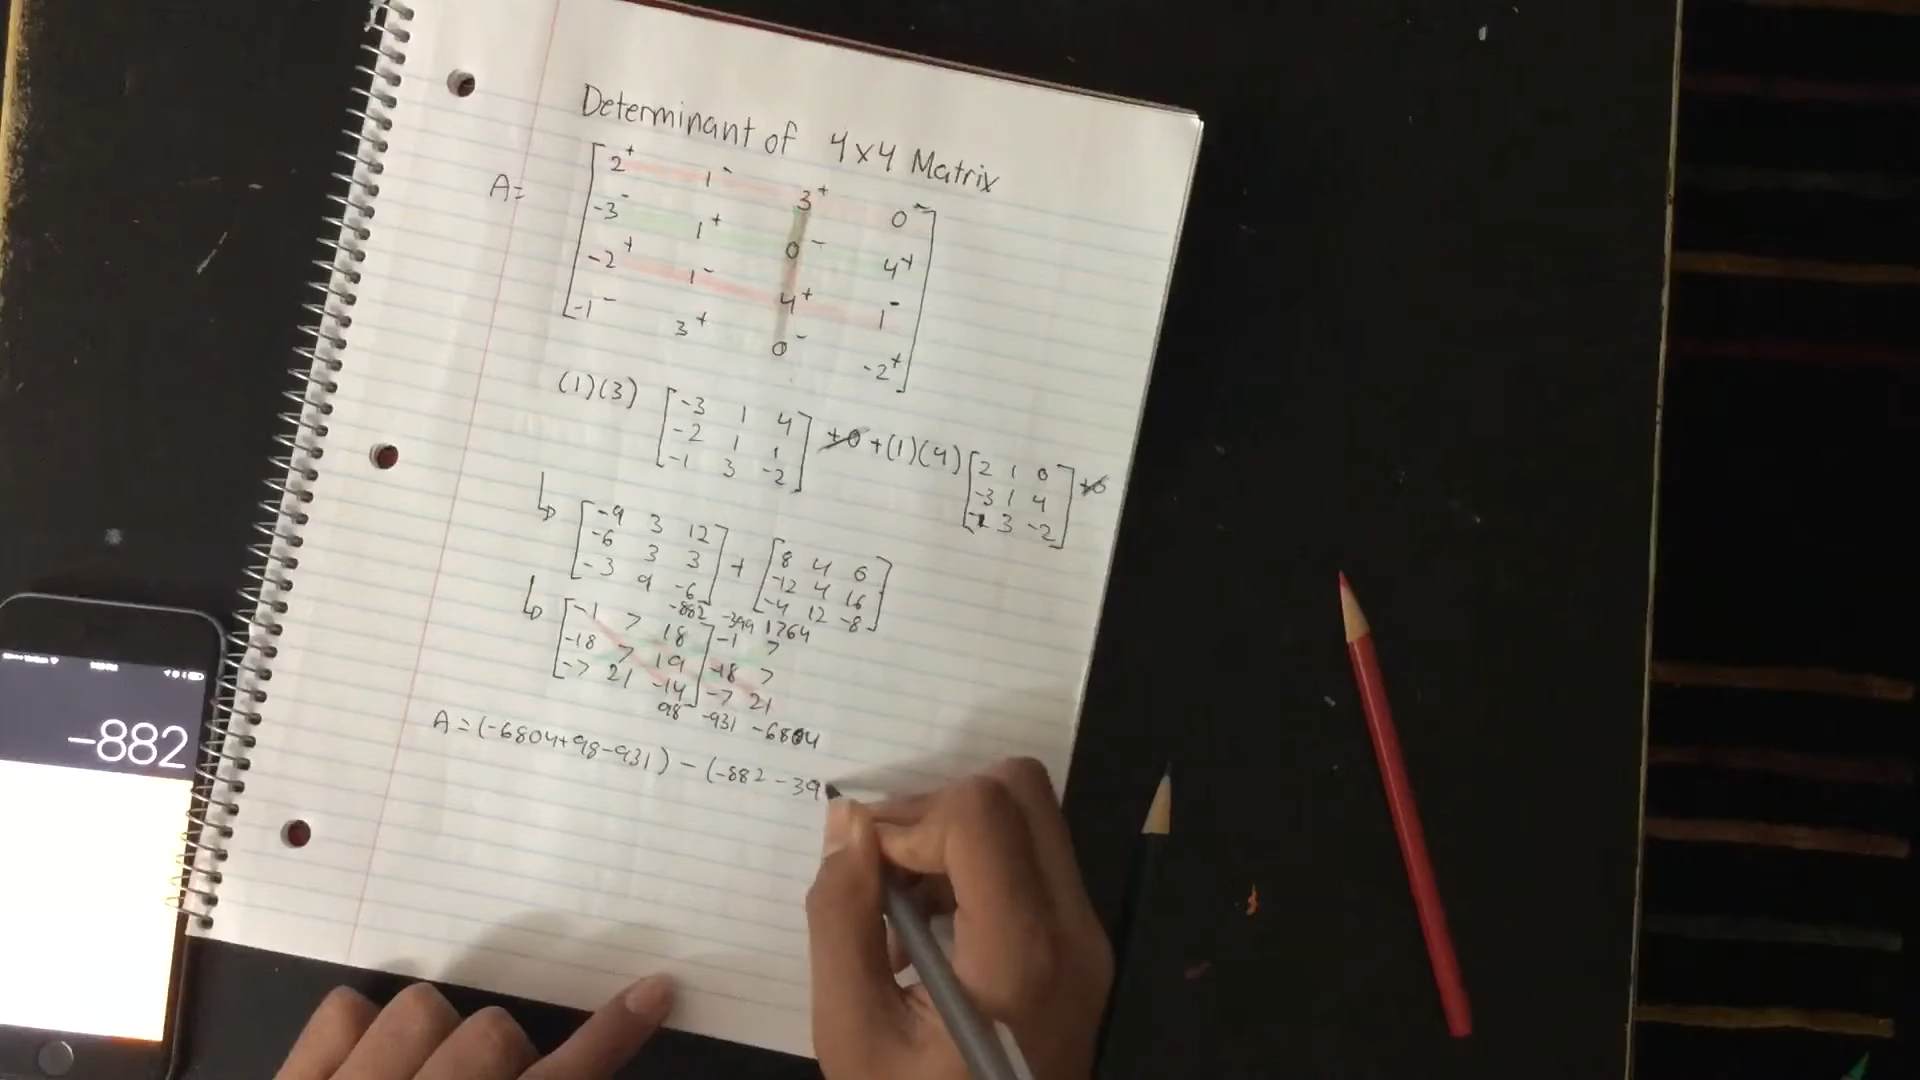 Determinant of 4x4 Matrix
A=
2+ 1- 3+ 0-
-3- 1+ 0- 4+
-2+ 1- 4+ 1-
-1- 3+ 0- -2+
(1)(3) [-3 1 4] +0 +(1)(4) [2 1 0] +0
-2 1 1 -3 1 4
-1 3 -2 -1 3 -2
[-9 3 12] + [8 4 6]
-6 3 3 -12 4 16
-3 9 -6 -4 12 -8
-882 -399 1764
[-1 7 18] -1 7
-18 7 19 -18 7
-7 21 -14 -7 21
98 -931 -6804
A=(-6804+98-931)-(-882-39
-882